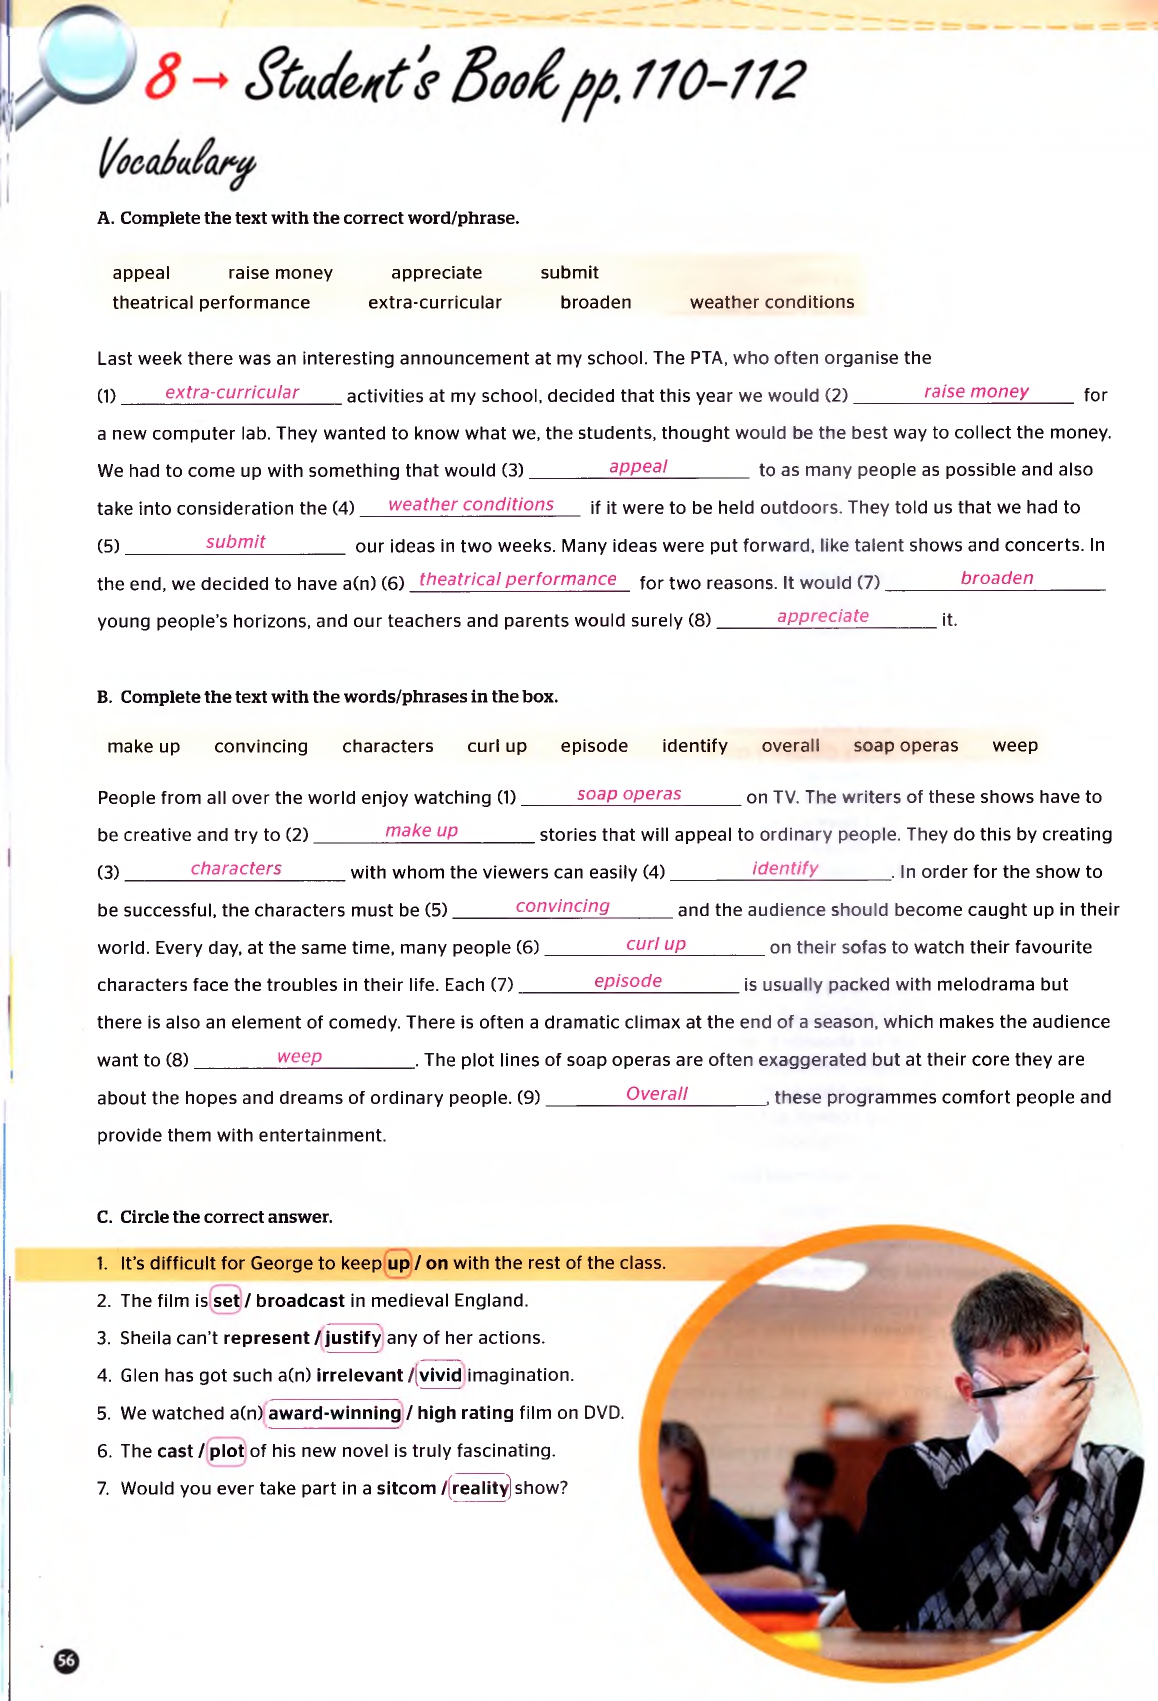 8 → Student's Book pp.110-112
Vocabulary
A. Complete the text with the correct word/phrase.
appeal raise money appreciate submit
theatrical performance extra-curricular broaden weather conditions
Last week there was an interesting announcement at my school. The PTA, who often organise the
(1) extra-curricular activities at my school, decided that this year we would (2) raise money for
a new computer lab. They wanted to know what we, the students, thought would be the best way to collect the money.
We had to come up with something that would (3) appeal to as many people as possible and also
take into consideration the (4) weather conditions if it were to be held outdoors. They told us that we had to
(5) submit our ideas in two weeks. Many ideas were put forward, like talent shows and concerts. In
the end, we decided to have a(n) (6) theatrical performance for two reasons. It would (7) broaden
young people's horizons, and our teachers and parents would surely (8) appreciate it.
B. Complete the text with the words/phrases in the box.
make up convincing characters curl up episode identify overall soap operas weep
People from all over the world enjoy watching (1) soap operas on TV. The writers of these shows have to
be creative and try to (2) make up stories that will appeal to ordinary people. They do this by creating
(3) characters with whom the viewers can easily (4) identify. In order for the show to
be successful, the characters must be (5) convincing and the audience should become caught up in their
world. Every day, at the same time, many people (6) curl up on their sofas to watch their favourite
characters face the troubles in their life. Each (7) episode is usually packed with melodrama but
there is also an element of comedy. There is often a dramatic climax at the end of a season, which makes the audience
want to (8) weep. The plot lines of soap operas are often exaggerated but at their core they are
about the hopes and dreams of ordinary people. (9) Overall, these programmes comfort people and
provide them with entertainment.
C. Circle the correct answer.
1. It's difficult for George to keep up / on with the rest of the class.
2. The film is set / broadcast in medieval England.
3. Sheila can't represent / justify any of her actions.
4. Glen has got such a(n) irrelevant / vivid imagination.
5. We watched a(n) award-winning / high rating film on DVD.
6. The cast / plot of his new novel is truly fascinating.
7. Would you ever take part in a sitcom / reality show?
56